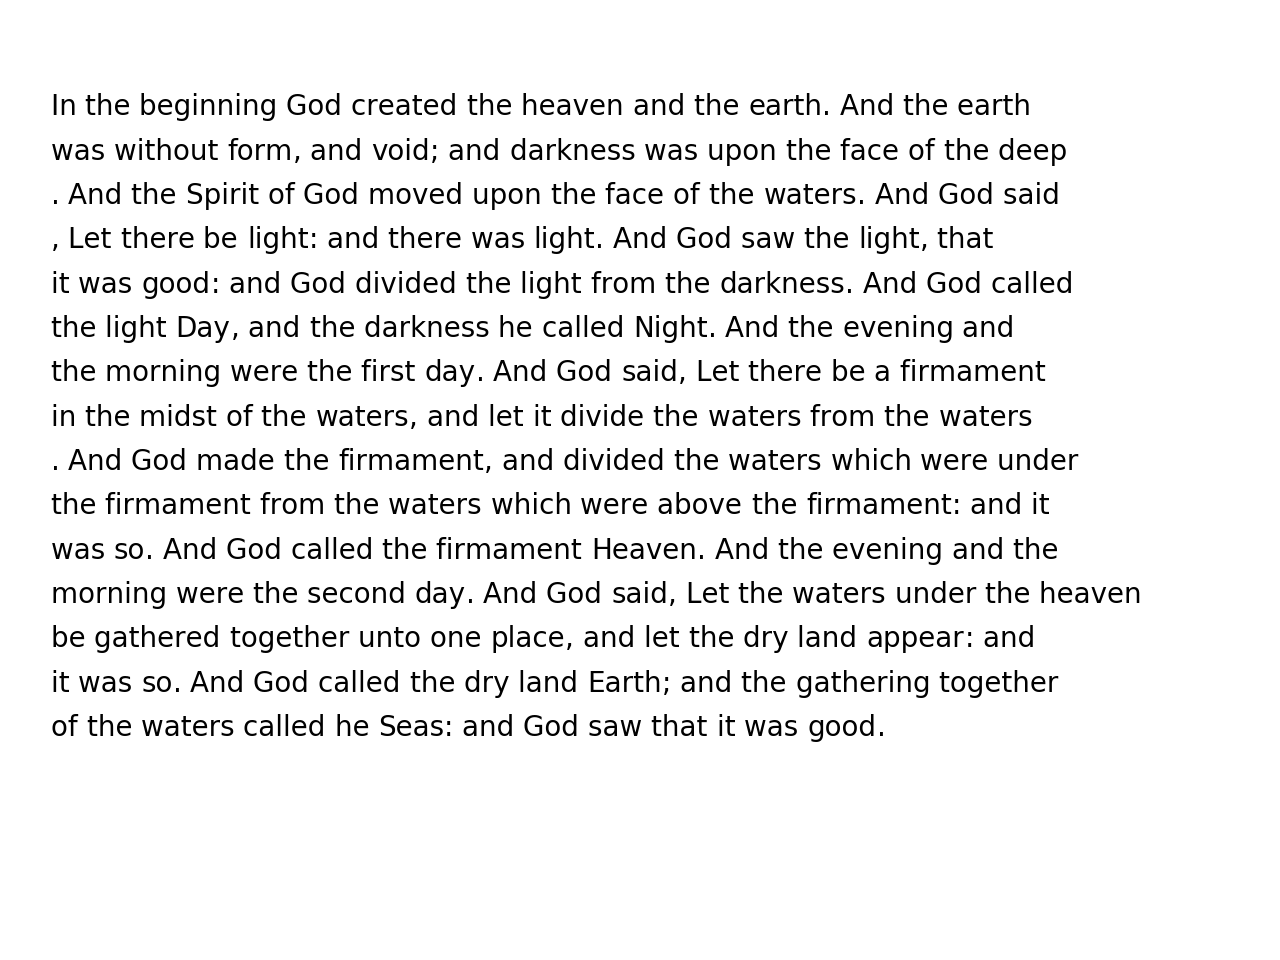 In the beginning God created the heaven and the earth. And the earth
was without form, and void; and darkness was upon the face of the deep
. And the Spirit of God moved upon the face of the waters. And God said
, Let there be light: and there was light. And God saw the light, that
it was good: and God divided the light from the darkness. And God called
the light Day, and the darkness he called Night. And the evening and
the morning were the first day. And God said, Let there be a firmament
in the midst of the waters, and let it divide the waters from the waters
. And God made the firmament, and divided the waters which were under
the firmament from the waters which were above the firmament: and it
was so. And God called the firmament Heaven. And the evening and the
morning were the second day. And God said, Let the waters under the heaven
be gathered together unto one place, and let the dry land appear: and
it was so. And God called the dry land Earth; and the gathering together
of the waters called he Seas: and God saw that it was good.